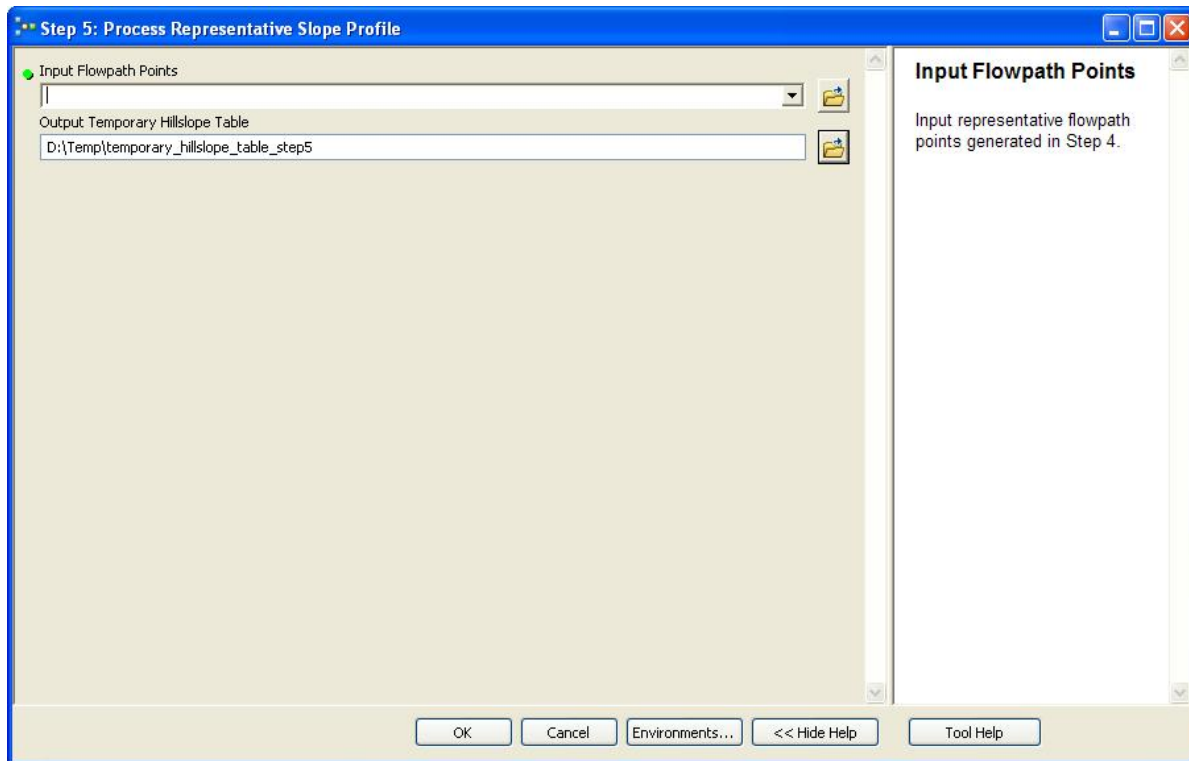 Step 5: Process Representative Slope Profile
Input Flowpath Points
Output Temporary Hillslope Table
D:\Temp\temporary_hillslope_table_step5
Input Flowpath Points
Input representative flowpath
points generated in Step 4.
OK
Cancel
Environments...
<< Hide Help
Tool Help